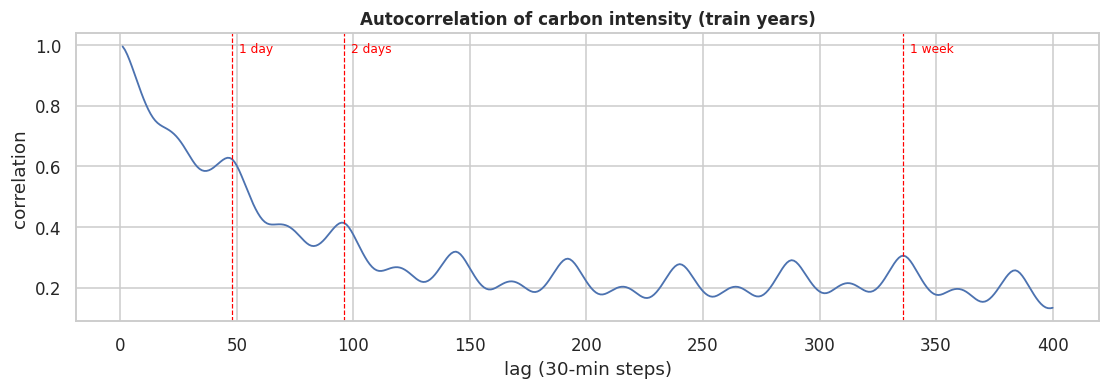 Autocorrelation of carbon intensity (train years)
1 day
2 days
1 week
correlation
1.0
0.8
0.6
0.4
0.2
0 50 100 150 200 250 300 350 400
lag (30-min steps)